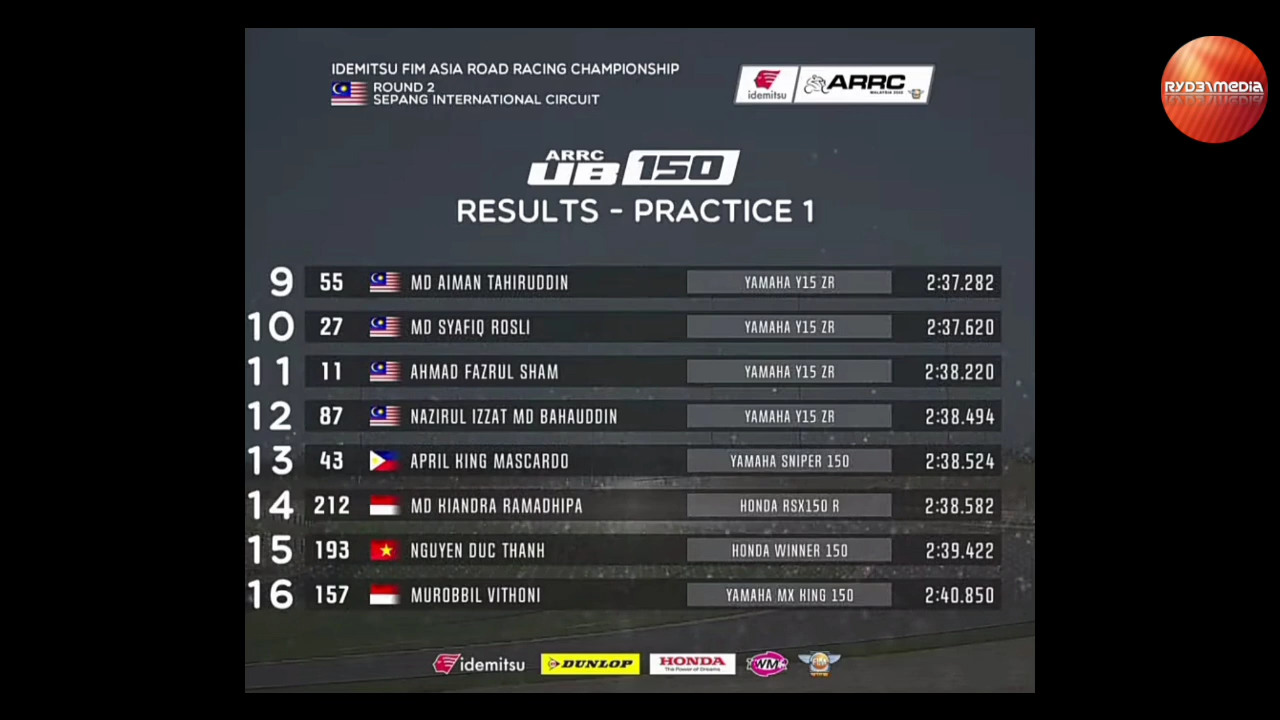 IDEMITSU FIM ASIA ROAD RACING CHAMPIONSHIP
ROUND 2
SEPANG INTERNATIONAL CIRCUIT
idemitsu
ARRC
RYD3\MEDIA
ARRC
UB 150
RESULTS - PRACTICE 1
9 55 MD AIMAN TAHIRUDDIN YAMAHA Y15 ZR 2:37.282
10 27 MD SYAFIQ ROSLI YAMAHA Y15 ZR 2:37.620
11 11 AHMAD FAZRUL SHAM YAMAHA Y15 ZR 2:38.220
12 87 NAZIRUL IZZAT MD BAHAUDDIN YAMAHA Y15 ZR 2:38.494
13 43 APRIL KING MASCARDO YAMAHA SNIPER 150 2:38.524
14 212 MD KIANDRA RAMADHIPA HONDA RSX150 R 2:38.582
15 193 NGUYEN DUC THANH HONDA WINNER 150 2:39.422
16 157 MUROBBIL VITHONI YAMAHA MX KING 150 2:40.850
idemitsu DUNLOP HONDA WM
The Power of Dreams